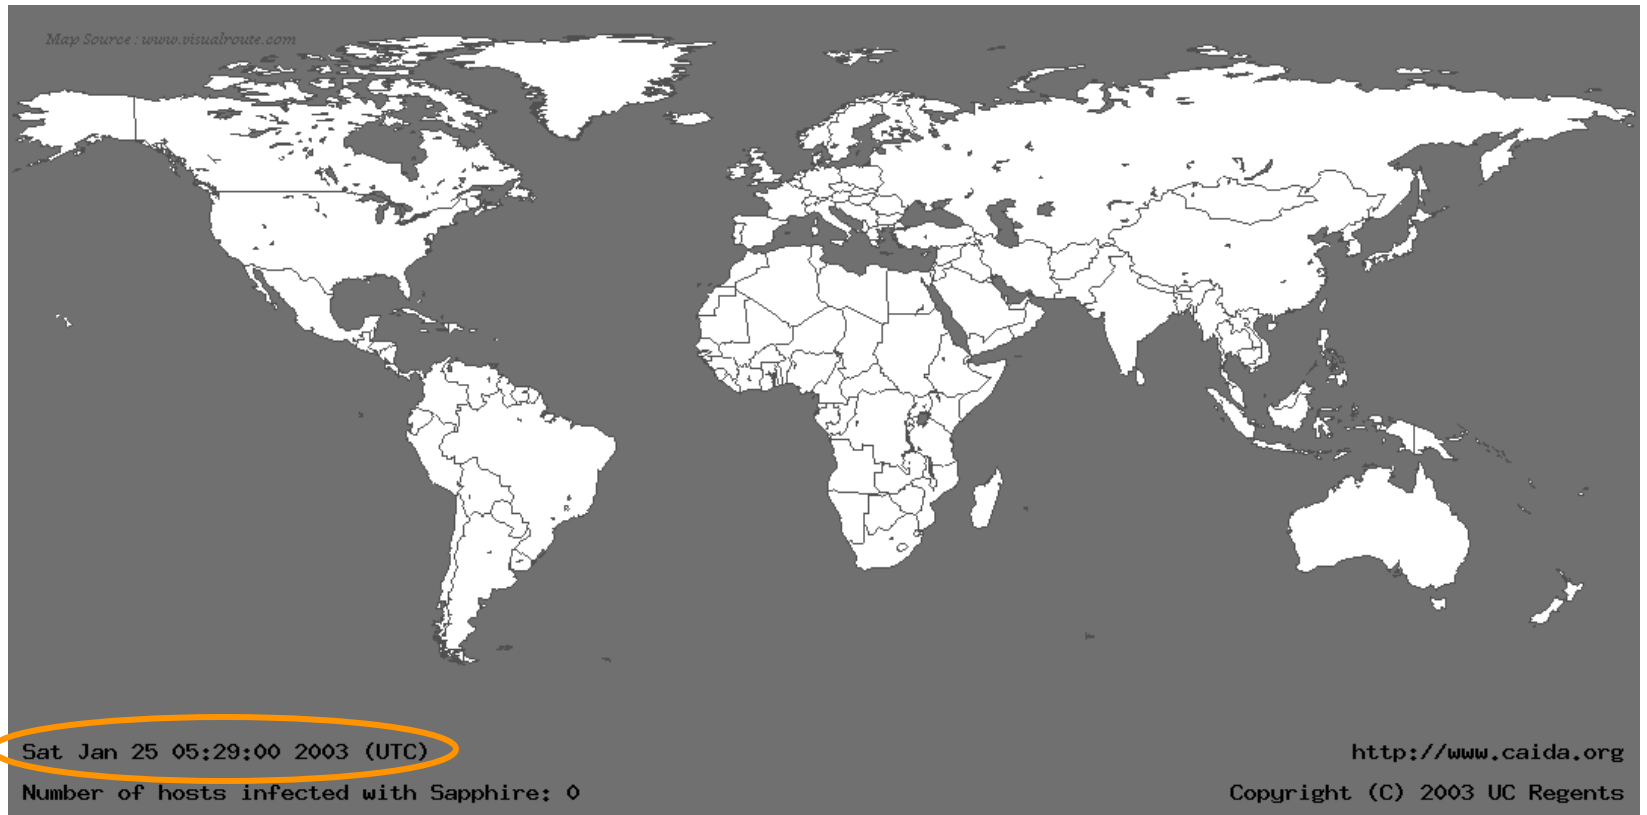 Map Source : www.visualroute.com
Sat Jan 25 05:29:00 2003 (UTC)
http://www.caida.org
Number of hosts infected with Sapphire: 0
Copyright (C) 2003 UC Regents